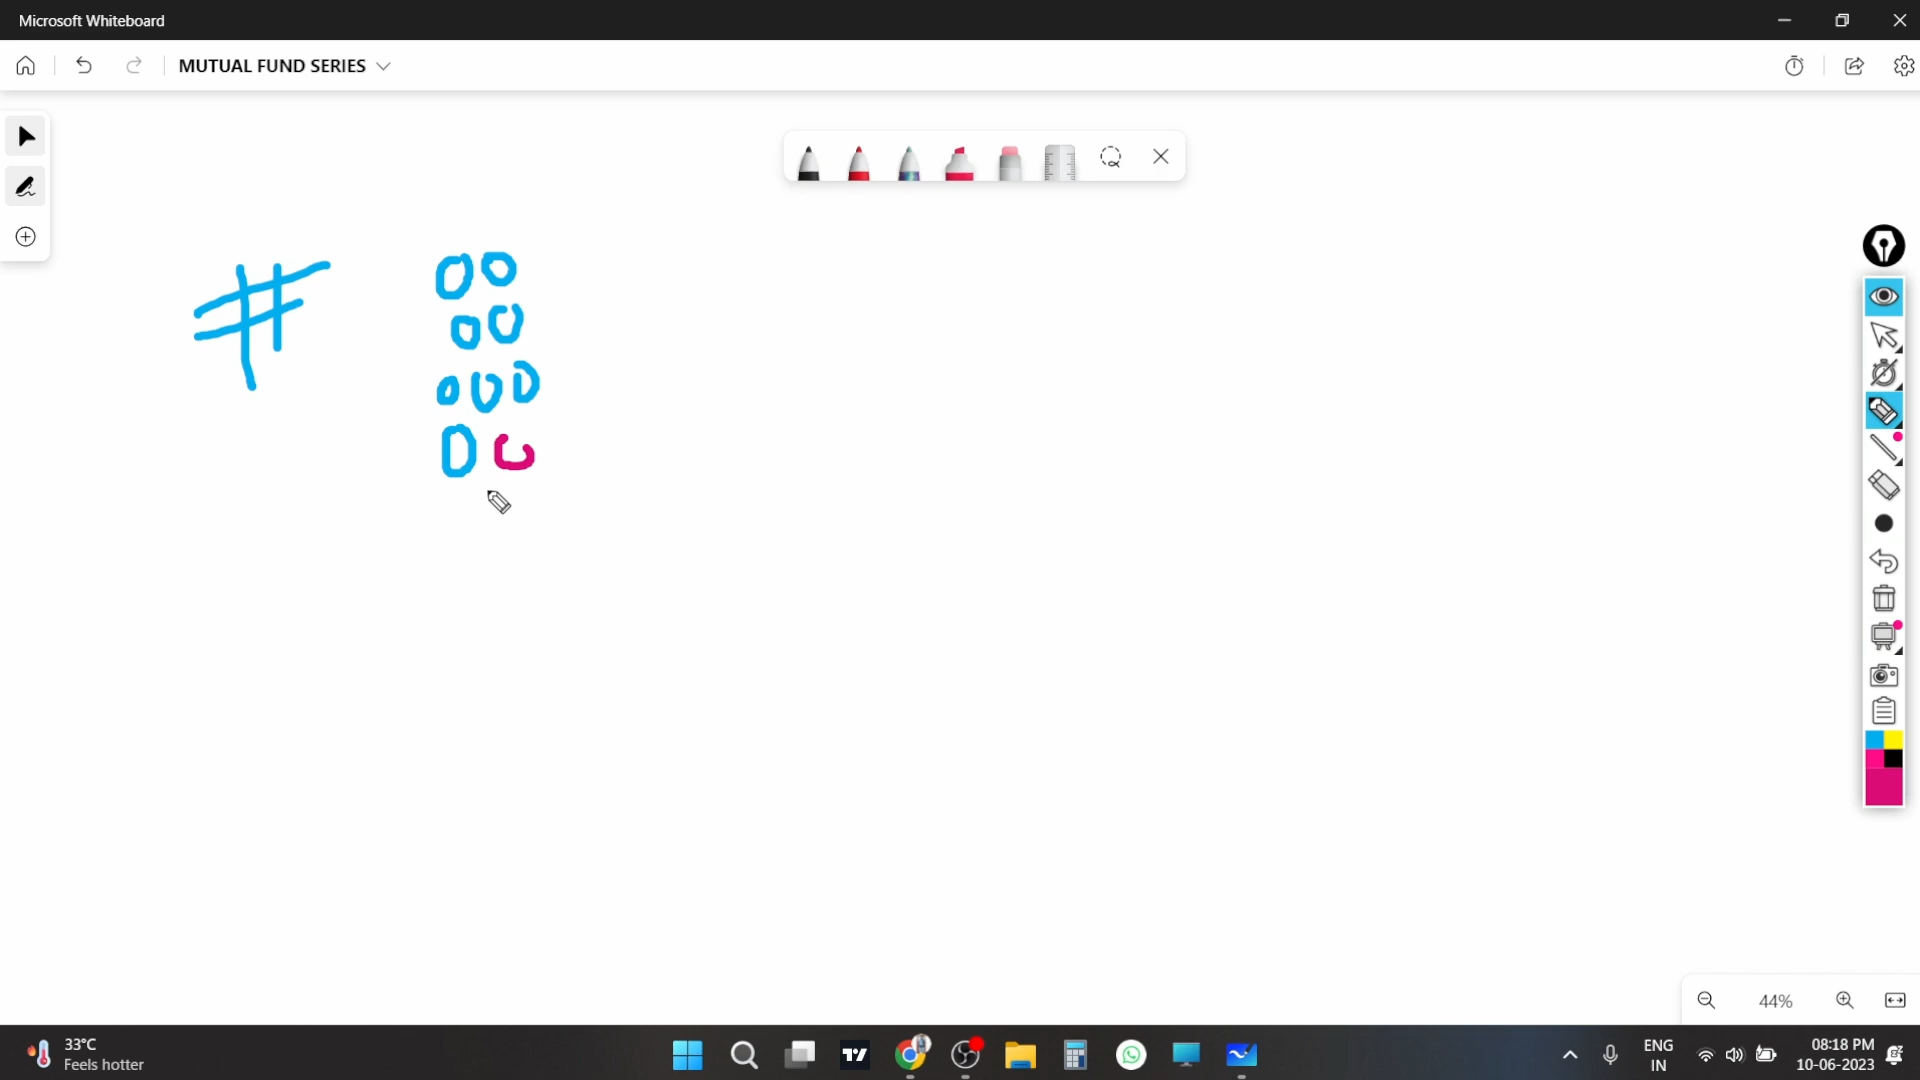 Microsoft Whiteboard
MUTUAL FUND SERIES
#
44%
33°C
Feels hotter
ENG
IN
08:18 PM
10-06-2023